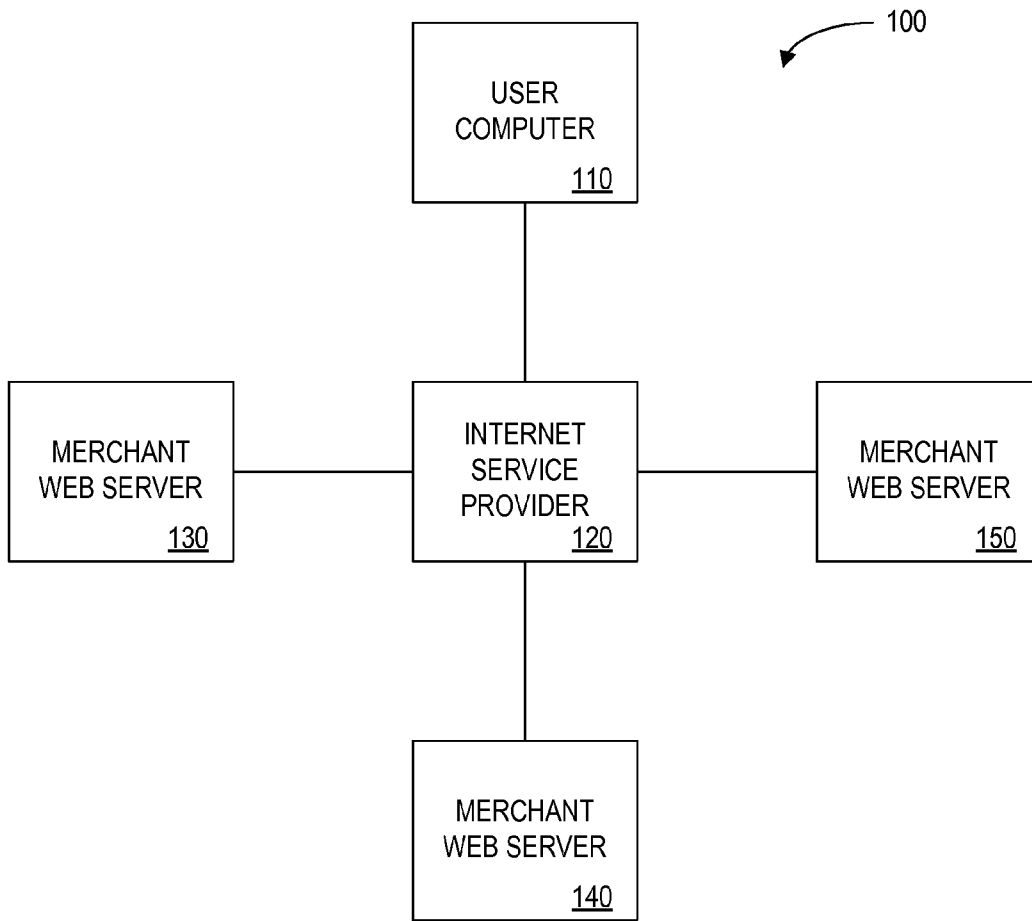 100
USER
COMPUTER
110
MERCHANT
WEB SERVER
130
INTERNET
SERVICE
PROVIDER
120
MERCHANT
WEB SERVER
150
MERCHANT
WEB SERVER
140